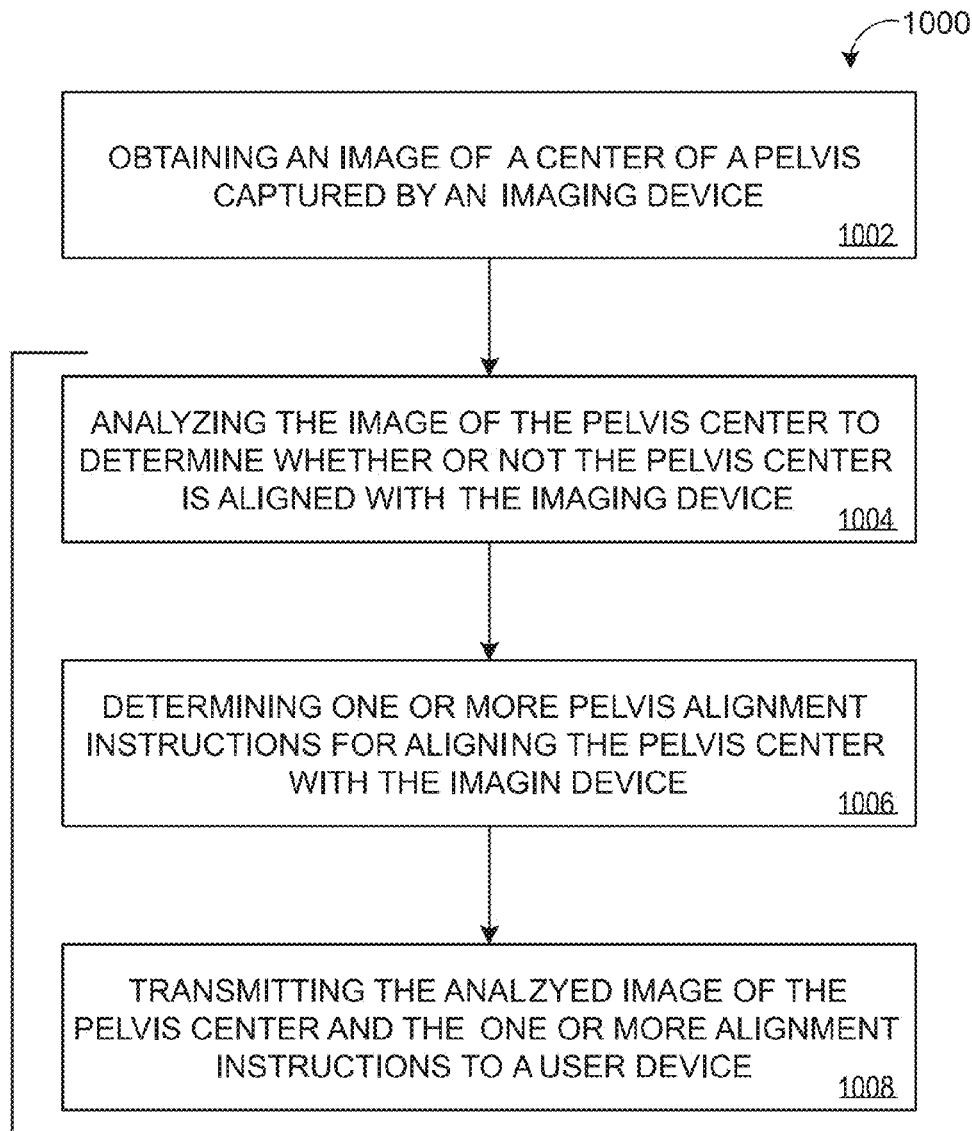 1000
OBTAINING AN IMAGE OF A CENTER OF A PELVIS
CAPTURED BY AN IMAGING DEVICE
1002
ANALYZING THE IMAGE OF THE PELVIS CENTER TO
DETERMINE WHETHER OR NOT THE PELVIS CENTER
IS ALIGNED WITH THE IMAGING DEVICE
1004
DETERMINING ONE OR MORE PELVIS ALIGNMENT
INSTRUCTIONS FOR ALIGNING THE PELVIS CENTER
WITH THE IMAGIN DEVICE
1006
TRANSMITTING THE ANALZYED IMAGE OF THE
PELVIS CENTER AND THE ONE OR MORE ALIGNMENT
INSTRUCTIONS TO A USER DEVICE
1008